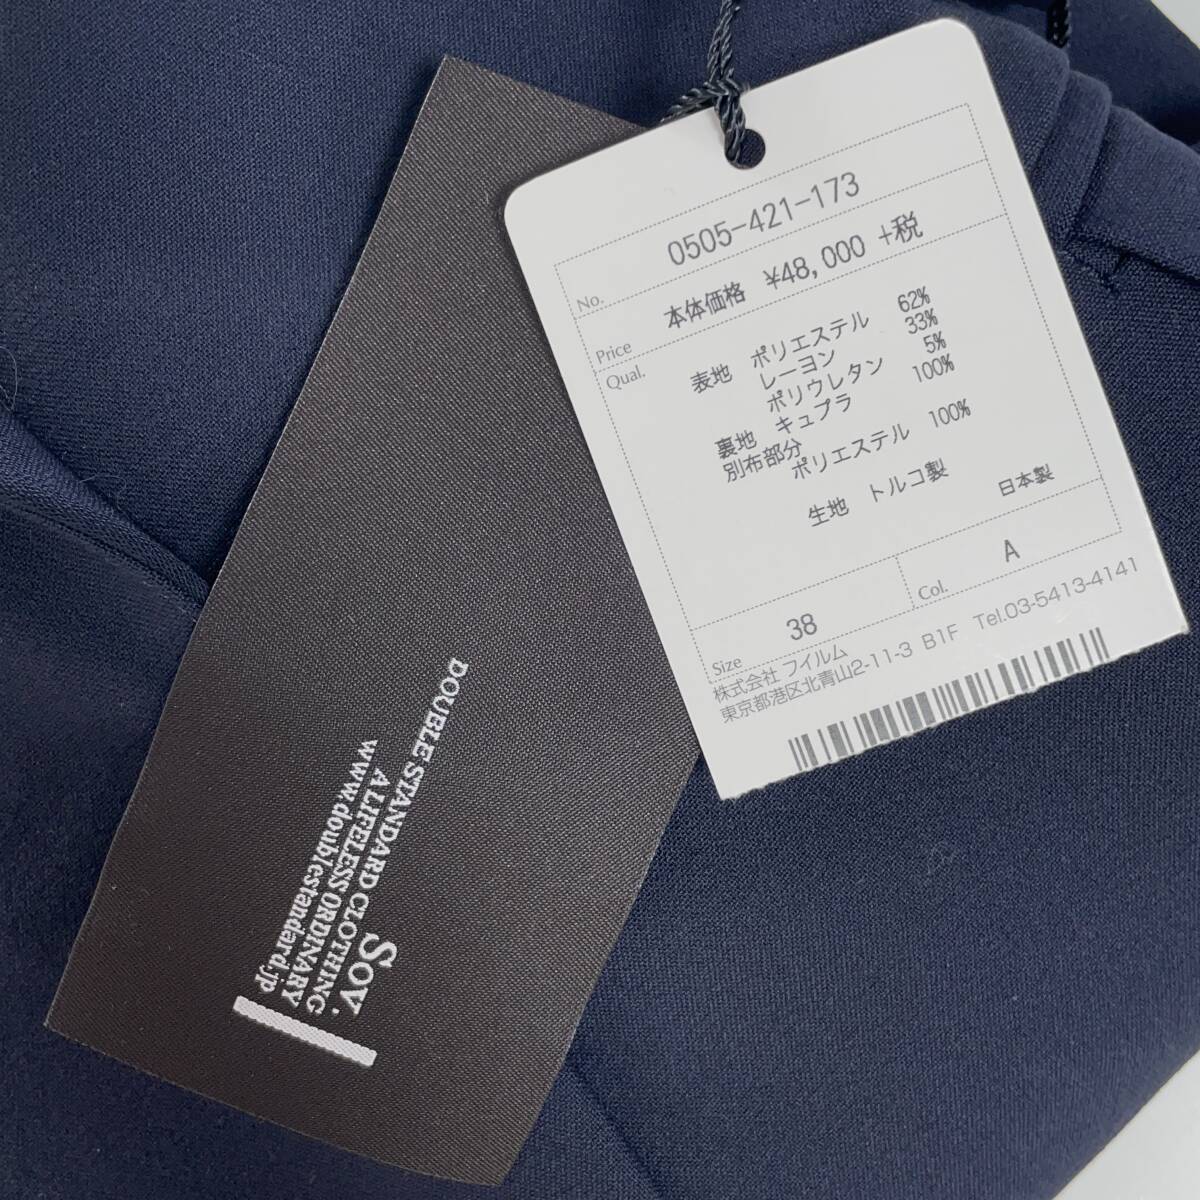 No. 0505-421-173
Price 本体価格 ¥48,000 +税
Qual. 表地 ポリエステル 62%
レーヨン 33%
ポリウレタン 5%
裏地 キュプラ 100%
別布部分
ポリエステル 100%
生地 トルコ製
日本製
Size 38 Col. A
株式会社 フイルム
東京都港区北青山2-11-3 B1F Tel.03-5413-4141
Sov.
DOUBLE STANDARD CLOTHING
A LIFELESS ORDINARY
www.doublestandard.jp